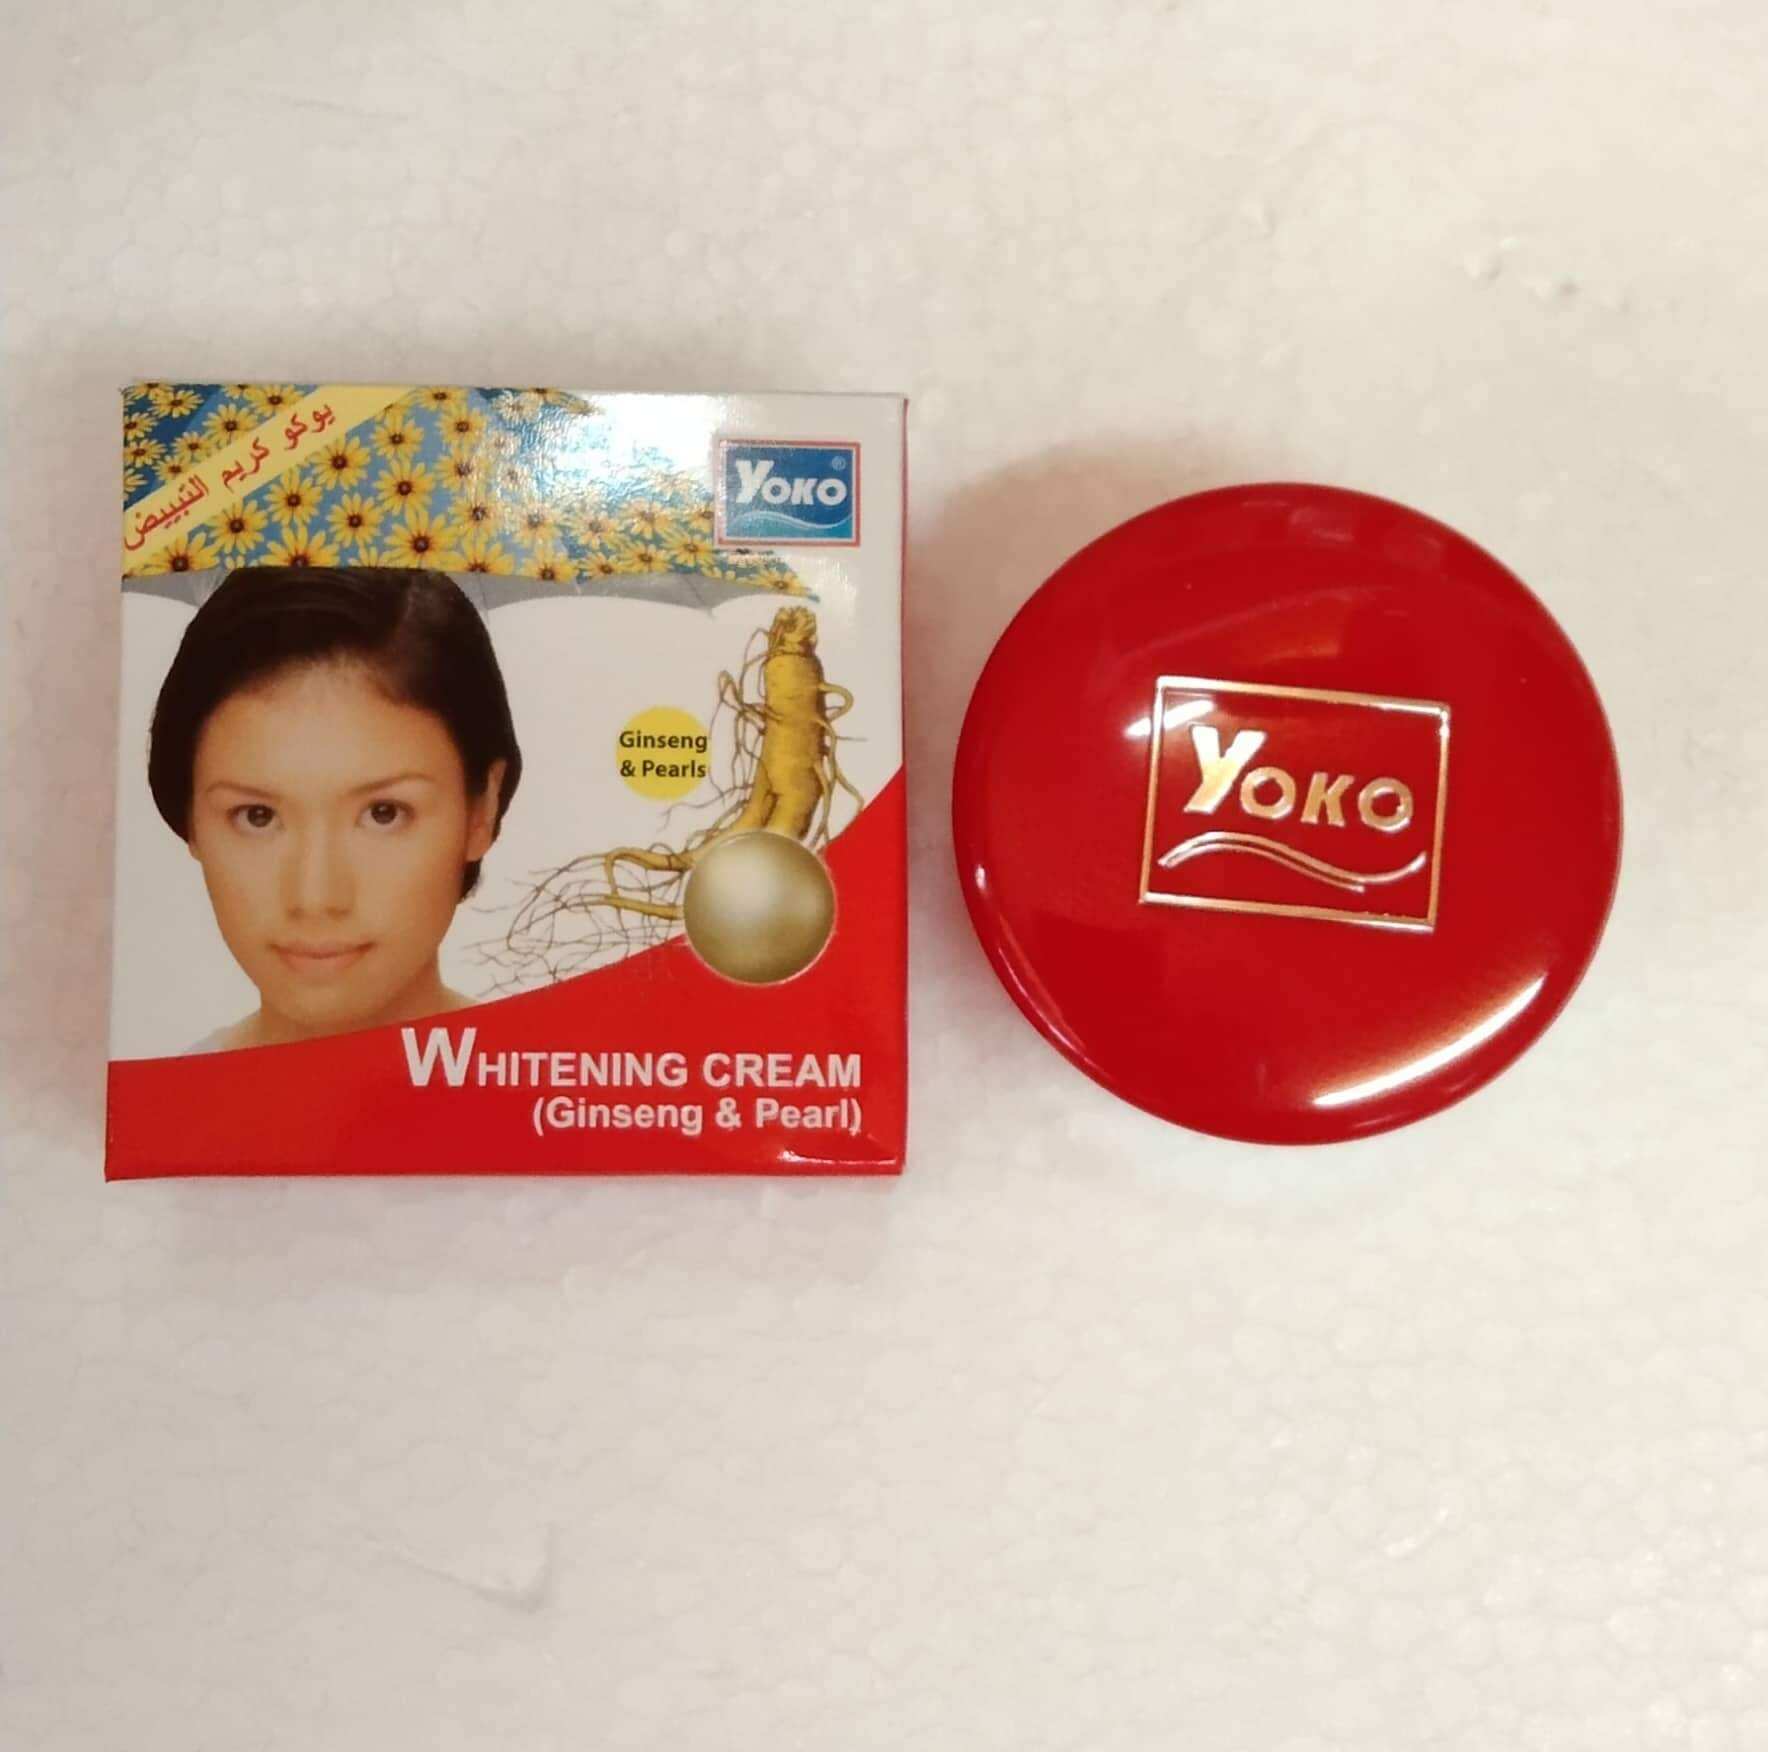 يوكو كريم التبييض
YOKO®
Ginseng
& Pearls
WHITENING CREAM
(Ginseng & Pearl)
YOKO